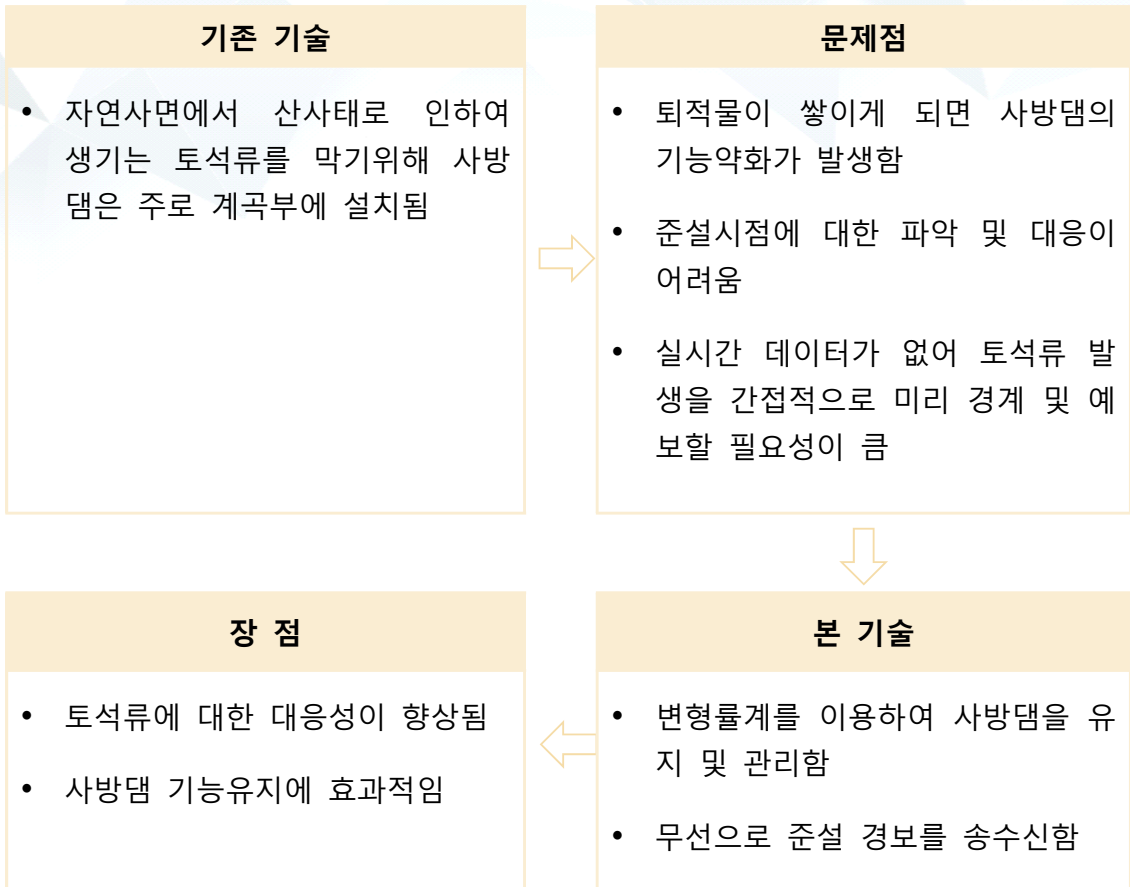 기존 기술
• 자연사면에서 산사태로 인하여
생기는 토석류를 막기위해 사방
댐은 주로 계곡부에 설치됨
문제점
• 퇴적물이 쌓이게 되면 사방댐의
기능약화가 발생함
• 준설시점에 대한 파악 및 대응이
어려움
• 실시간 데이터가 없어 토석류 발
생을 간접적으로 미리 경계 및 예
보할 필요성이 큼
본 기술
• 변형률계를 이용하여 사방댐을 유
지 및 관리함
• 무선으로 준설 경보를 송수신함
장 점
• 토석류에 대한 대응성이 향상됨
• 사방댐 기능유지에 효과적임